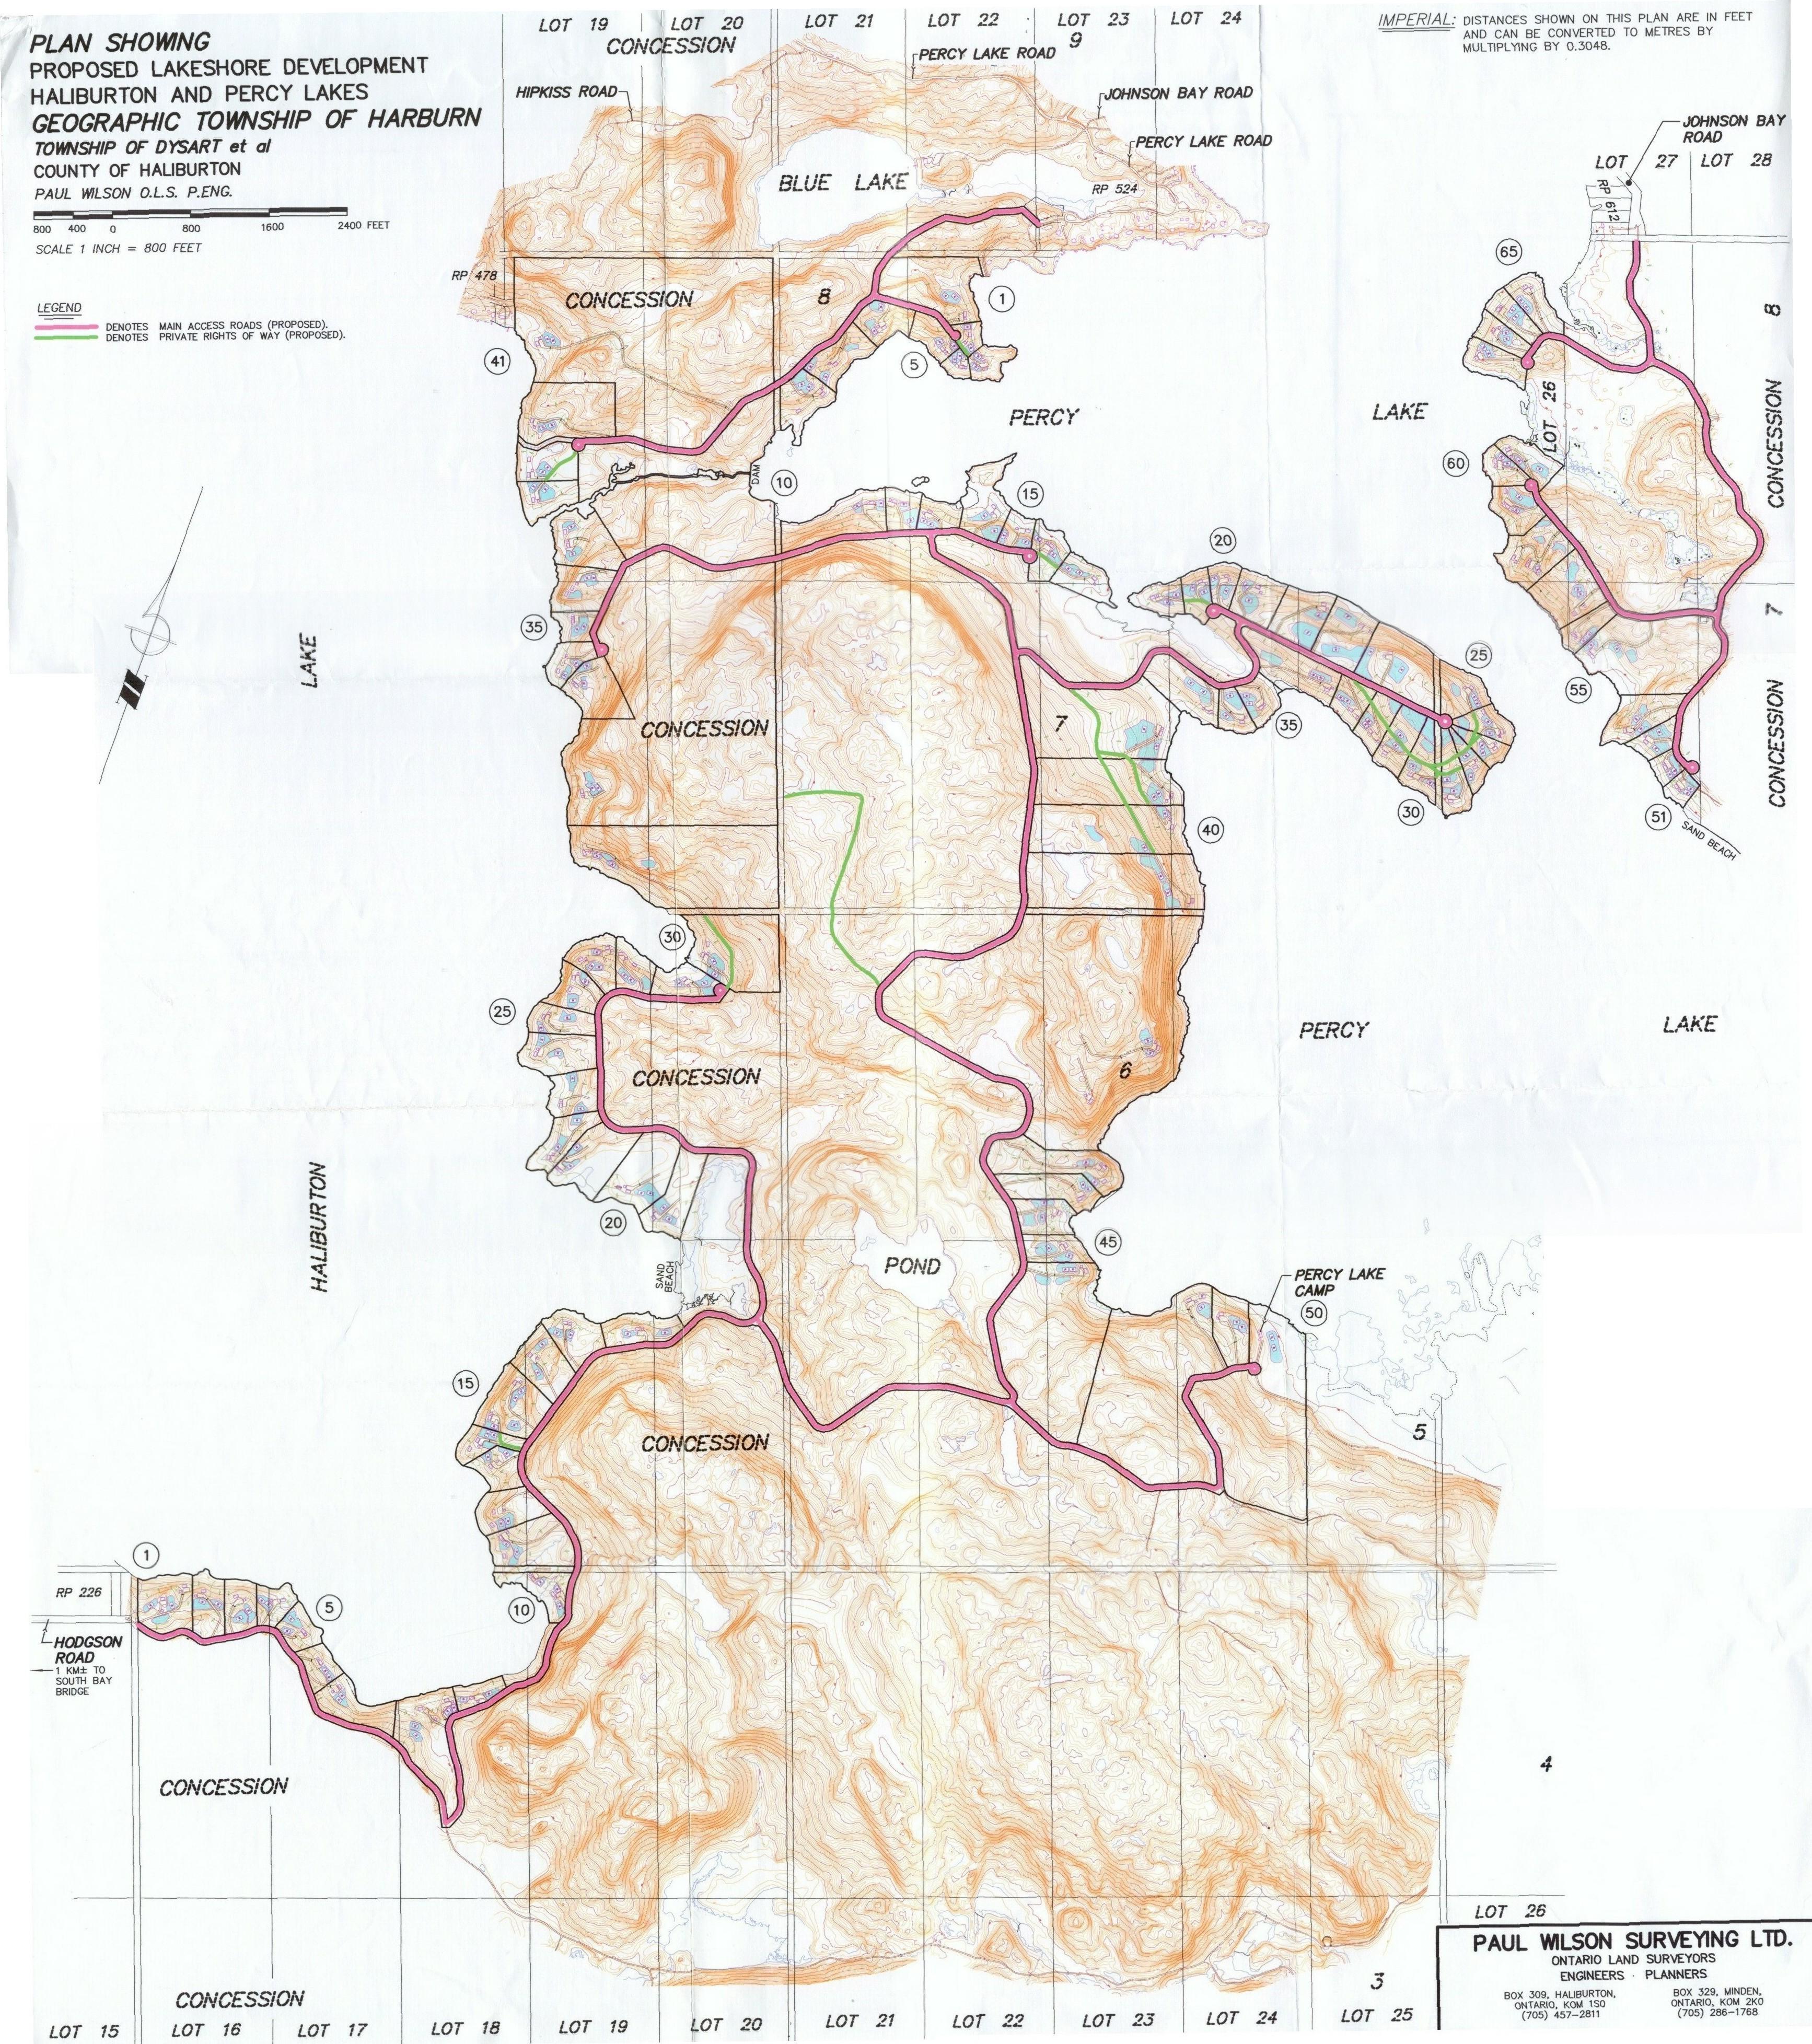 PLAN SHOWING
PROPOSED LAKESHORE DEVELOPMENT
HALIBURTON AND PERCY LAKES
GEOGRAPHIC TOWNSHIP OF HARBURN
TOWNSHIP OF DYSART et al
COUNTY OF HALIBURTON
PAUL WILSON O.L.S. P.ENG.
800 400 0 800 1600 2400 FEET
SCALE 1 INCH = 800 FEET
LEGEND
DENOTES MAIN ACCESS ROADS (PROPOSED).
DENOTES PRIVATE RIGHTS OF WAY (PROPOSED).
IMPERIAL: DISTANCES SHOWN ON THIS PLAN ARE IN FEET
AND CAN BE CONVERTED TO METRES BY
MULTIPLYING BY 0.3048.
LOT 19 LOT 20 LOT 21 LOT 22 LOT 23 LOT 24
CONCESSION 9
PERCY LAKE ROAD
HIPKISS ROAD
JOHNSON BAY ROAD
PERCY LAKE ROAD
BLUE LAKE
RP 524
JOHNSON BAY
ROAD
LOT 27 LOT 28
RP 612
RP 478
CONCESSION 8
1
5
41
65
LOT 26
CONCESSION 8
PERCY LAKE
60
DAM
10
15
20
35
25
35
30
40
55
51
SAND BEACH
CONCESSION 7
CONCESSION
LAKE
CONCESSION 7
30
25
CONCESSION 6
PERCY LAKE
HALIBURTON
20
SAND
BEACH
POND
45
PERCY LAKE
CAMP
50
15
CONCESSION 5
1
RP 226
5
10
HODGSON
ROAD
1 KM± TO
SOUTH BAY
BRIDGE
CONCESSION 4
LOT 26
CONCESSION 3
LOT 15 LOT 16 LOT 17 LOT 18 LOT 19 LOT 20 LOT 21 LOT 22 LOT 23 LOT 24 LOT 25
PAUL WILSON SURVEYING LTD.
ONTARIO LAND SURVEYORS
ENGINEERS · PLANNERS
BOX 309, HALIBURTON,
ONTARIO, K0M 1S0
(705) 457-2811
BOX 329, MINDEN,
ONTARIO, K0M 2K0
(705) 286-1768